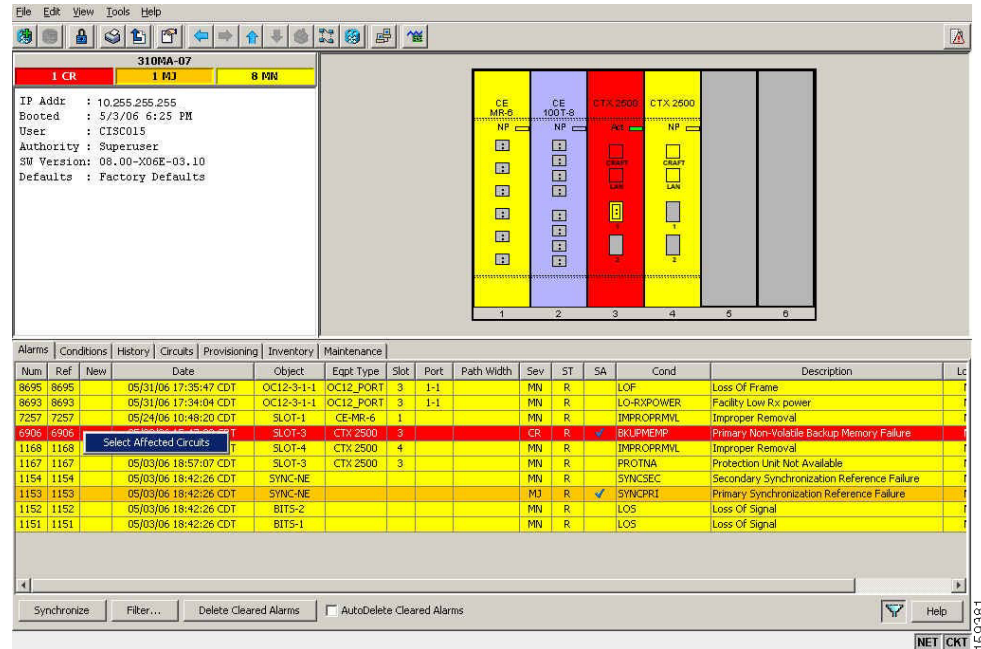 File Edit View Tools Help
310MA-07
1 CR 1 MJ 8 MN
IP Addr : 10.255.255.255
Booted : 5/3/06 6:25 PM
User : CISCO15
Authority : Superuser
SW Version: 08.00-X06E-03.10
Defaults : Factory Defaults
CE MR-6
CE 100T-8
CTX 2500
CTX 2500
NP NP Act NP
CRAFT CRAFT
LAN LAN
1 1
2 2
1 2 3 4 5 6
Alarms Conditions History Circuits Provisioning Inventory Maintenance
Num Ref New Date Object Eqpt Type Slot Port Path Width Sev ST SA Cond Description Lc
8695 8695 05/31/06 17:35:47 CDT OC12-3-1-1 OC12_PORT 3 1-1 MN R LOF Loss Of Frame
8693 8693 05/31/06 17:34:04 CDT OC12-3-1-1 OC12_PORT 3 1-1 MN R LO-RXPOWER Facility Low Rx power
7257 7257 05/24/06 10:48:20 CDT SLOT-1 CE-MR-6 1 MN R IMPROPRMVL Improper Removal
6906 6906 SLOT-3 CTX 2500 3 CR R BKUPMEMP Primary Non-Volatile Backup Memory Failure
Select Affected Circuits
1168 1168 T SLOT-4 CTX 2500 4 MN R IMPROPRMVL Improper Removal
1167 1167 05/03/06 18:57:07 CDT SLOT-3 CTX 2500 3 MN R PROTNA Protection Unit Not Available
1154 1154 05/03/06 18:42:26 CDT SYNC-NE MN R SYNCSEC Secondary Synchronization Reference Failure
1153 1153 05/03/06 18:42:26 CDT SYNC-NE MJ R SYNCPRI Primary Synchronization Reference Failure
1152 1152 05/03/06 18:42:26 CDT BITS-2 MN R LOS Loss Of Signal
1151 1151 05/03/06 18:42:26 CDT BITS-1 MN R LOS Loss Of Signal
Synchronize Filter... Delete Cleared Alarms AutoDelete Cleared Alarms Help
NET CKT
159381